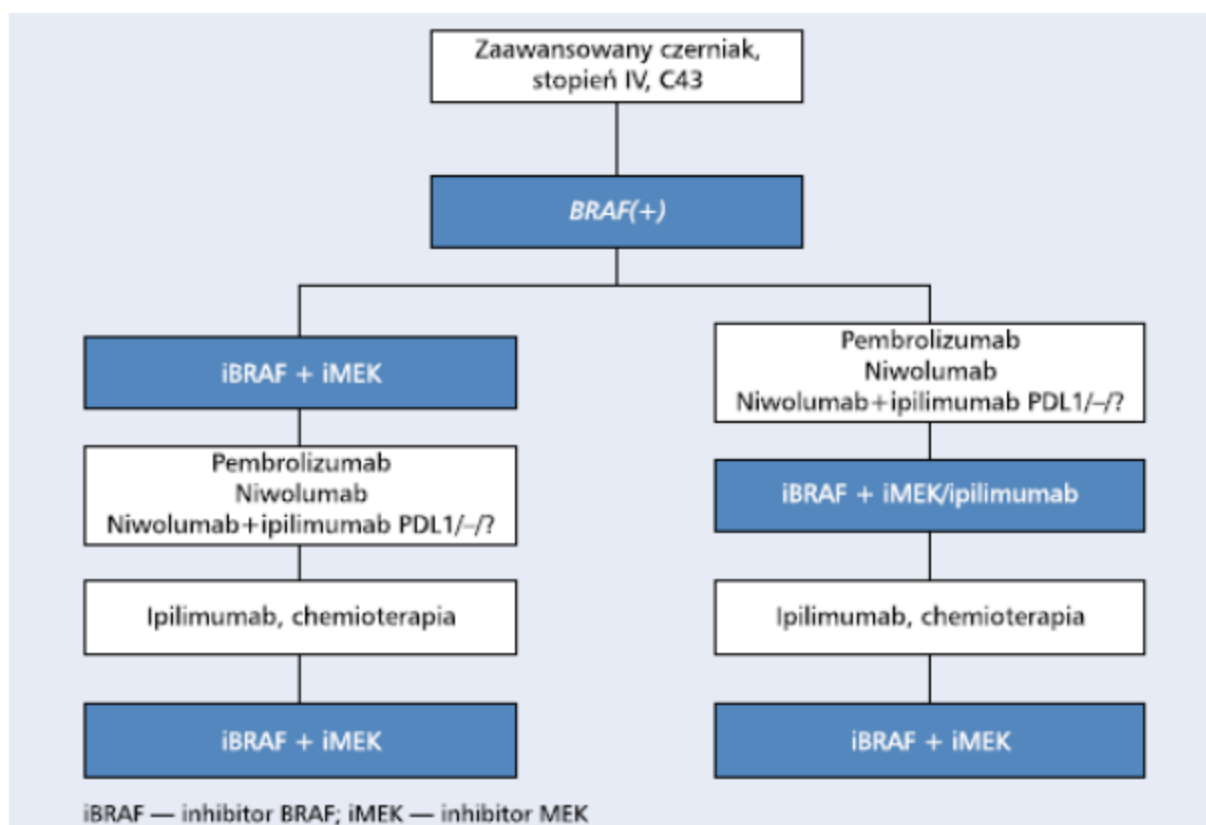 Zaawansowany czerniak,
stopień IV, C43
BRAF(+)
iBRAF + iMEK
Pembrolizumab
Niwolumab
Niwolumab+ipilimumab PDL1/–/?
Ipilimumab, chemioterapia
iBRAF + iMEK
Pembrolizumab
Niwolumab
Niwolumab+ipilimumab PDL1/–/?
iBRAF + iMEK/ipilimumab
Ipilimumab, chemioterapia
iBRAF + iMEK
iBRAF — inhibitor BRAF; iMEK — inhibitor MEK